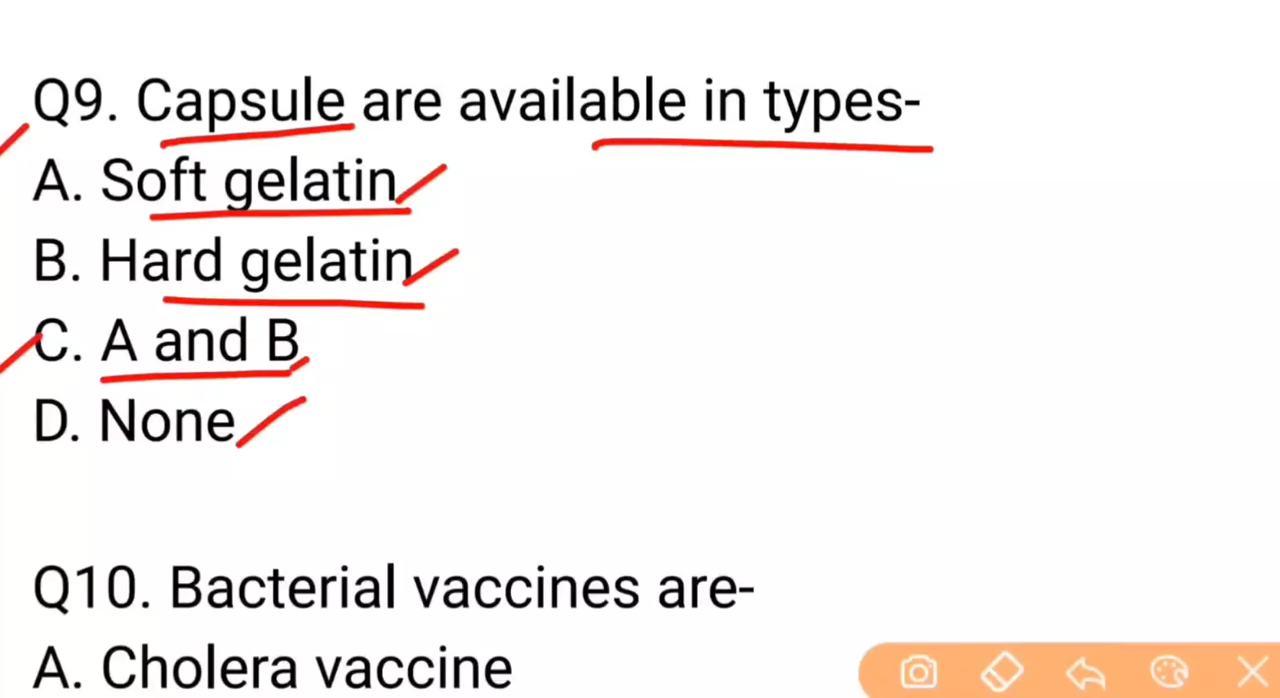 Q9. Capsule are available in types-
A. Soft gelatin
B. Hard gelatin
C. A and B
D. None
Q10. Bacterial vaccines are-
A. Cholera vaccine